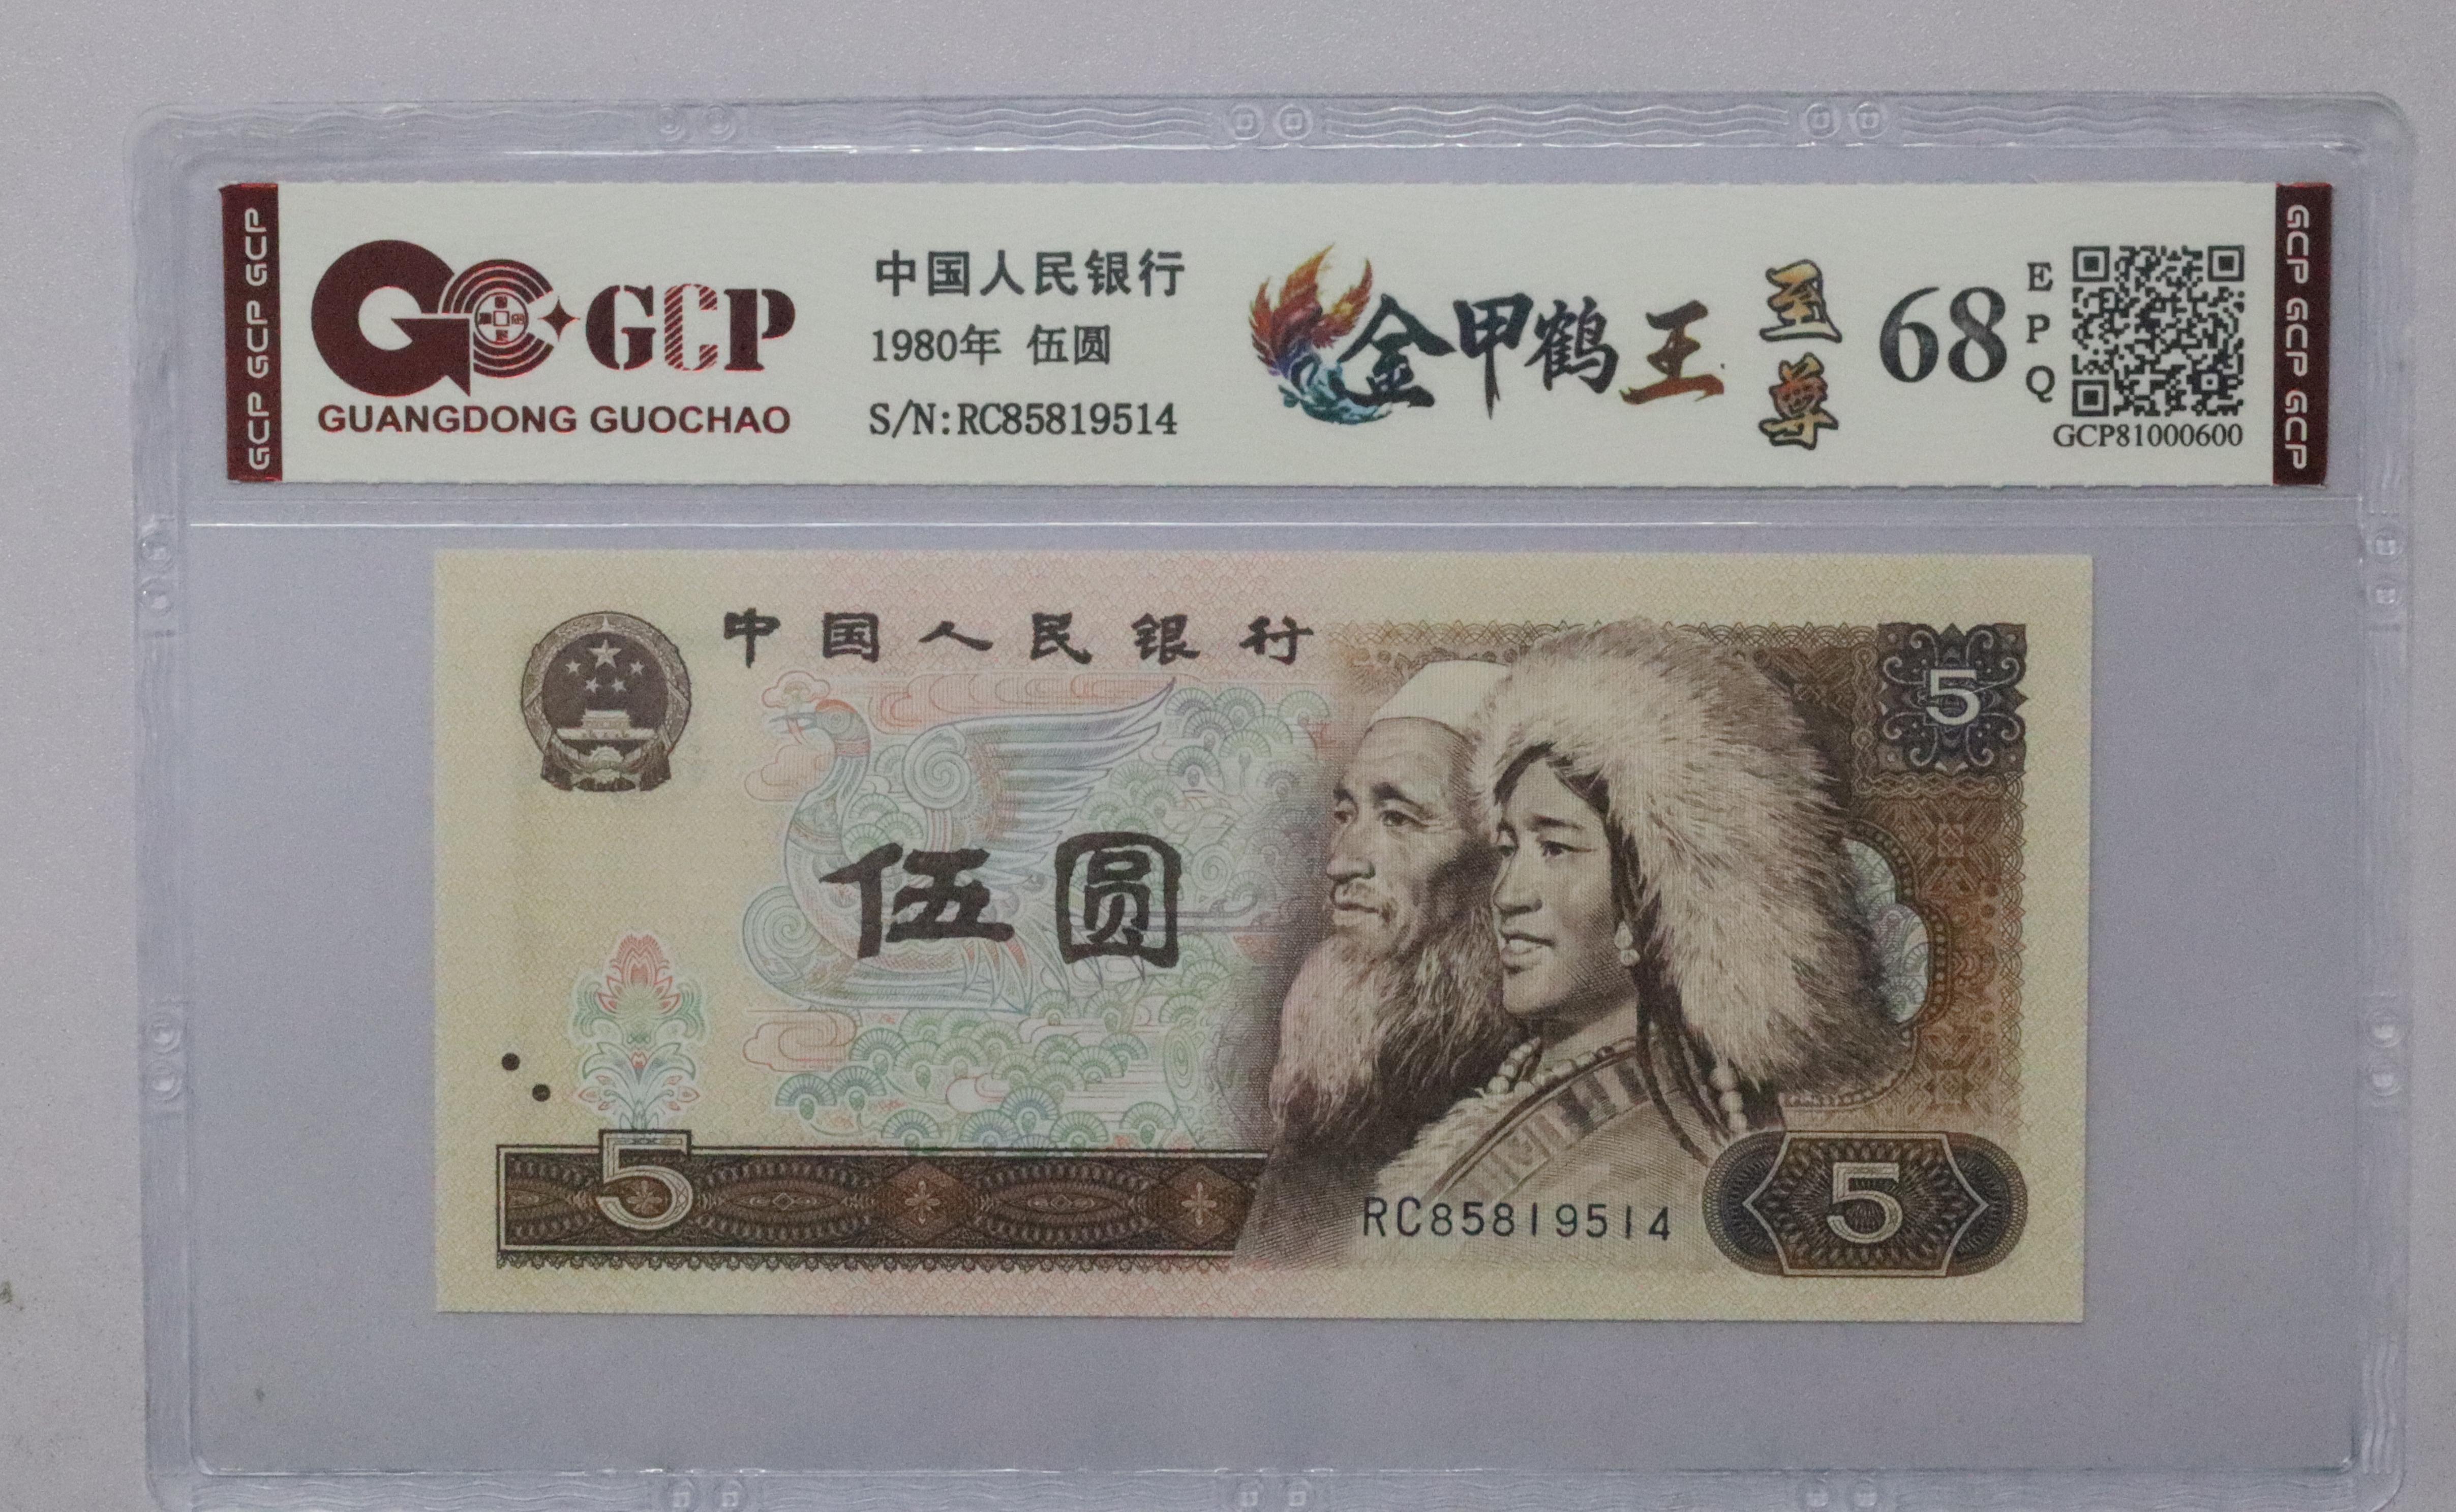 GCP GCP GCP
GCP
GUANGDONG GUOCHAO
中国人民银行
1980年 伍圆
S/N:RC85819514
金甲鹤王
至尊
68
EPQ
GCP81000600
GCP GCP GCP
中国人民银行
5
伍圆
5
RC85819514
5